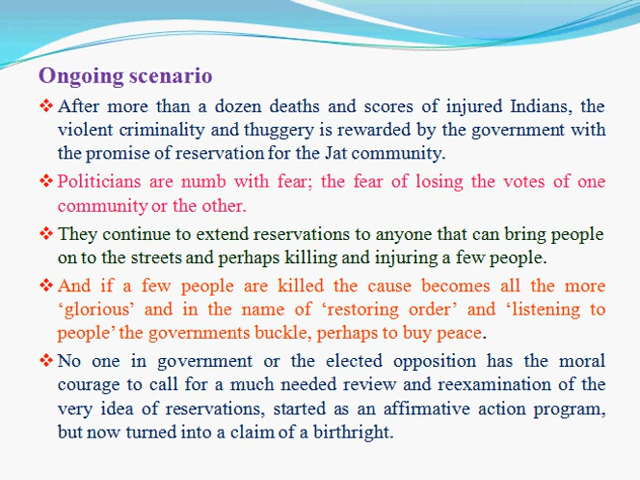 Ongoing scenario
❖ After more than a dozen deaths and scores of injured Indians, the
violent criminality and thuggery is rewarded by the government with
the promise of reservation for the Jat community.
❖ Politicians are numb with fear; the fear of losing the votes of one
community or the other.
❖ They continue to extend reservations to anyone that can bring people
on to the streets and perhaps killing and injuring a few people.
❖ And if a few people are killed the cause becomes all the more
‘glorious’ and in the name of ‘restoring order’ and ‘listening to
people’ the governments buckle, perhaps to buy peace.
❖ No one in government or the elected opposition has the moral
courage to call for a much needed review and reexamination of the
very idea of reservations, started as an affirmative action program,
but now turned into a claim of a birthright.